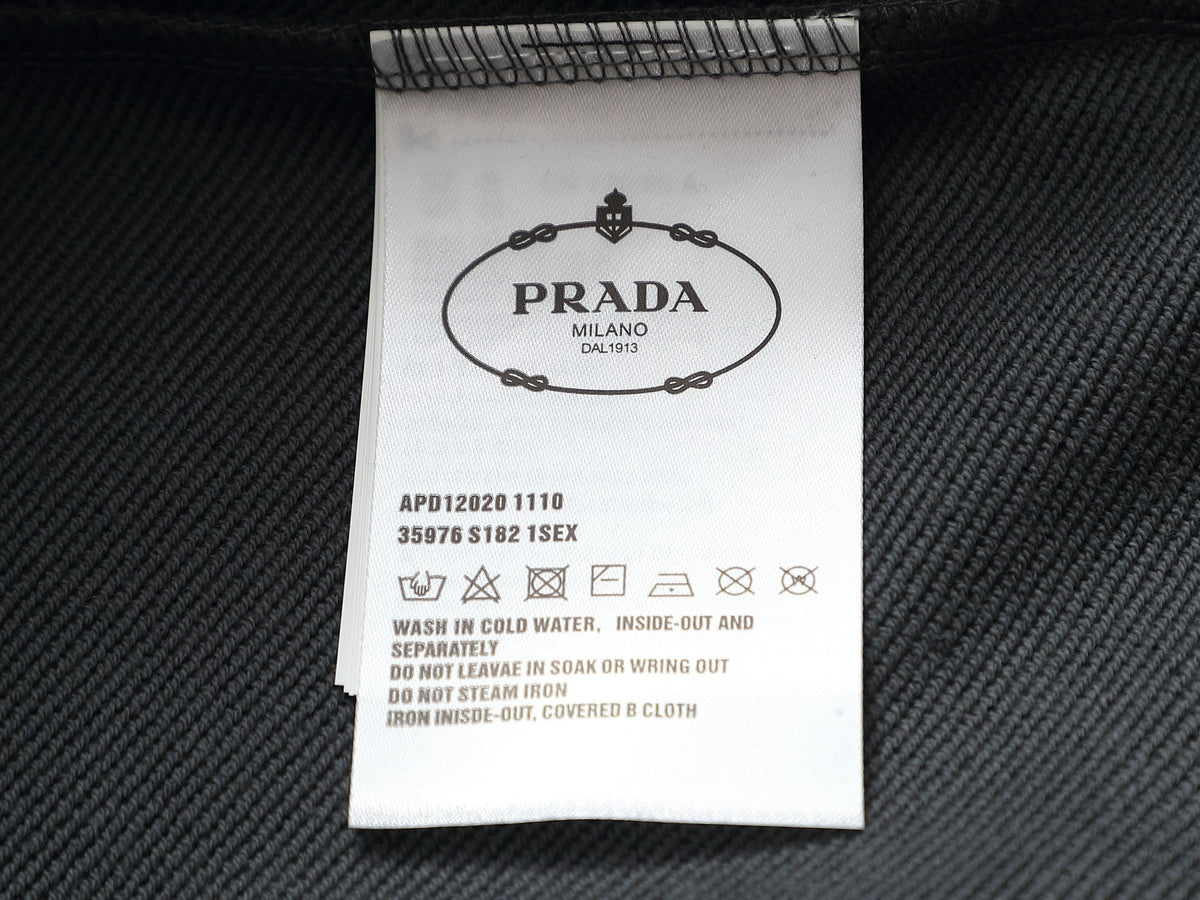 PRADA
MILANO
DAL1913
APD12020 1110
35976 S182 1SEX
WASH IN COLD WATER, INSIDE-OUT AND
SEPARATELY
DO NOT LEAVAE IN SOAK OR WRING OUT
DO NOT STEAM IRON
IRON INISDE-OUT, COVERED B CLOTH